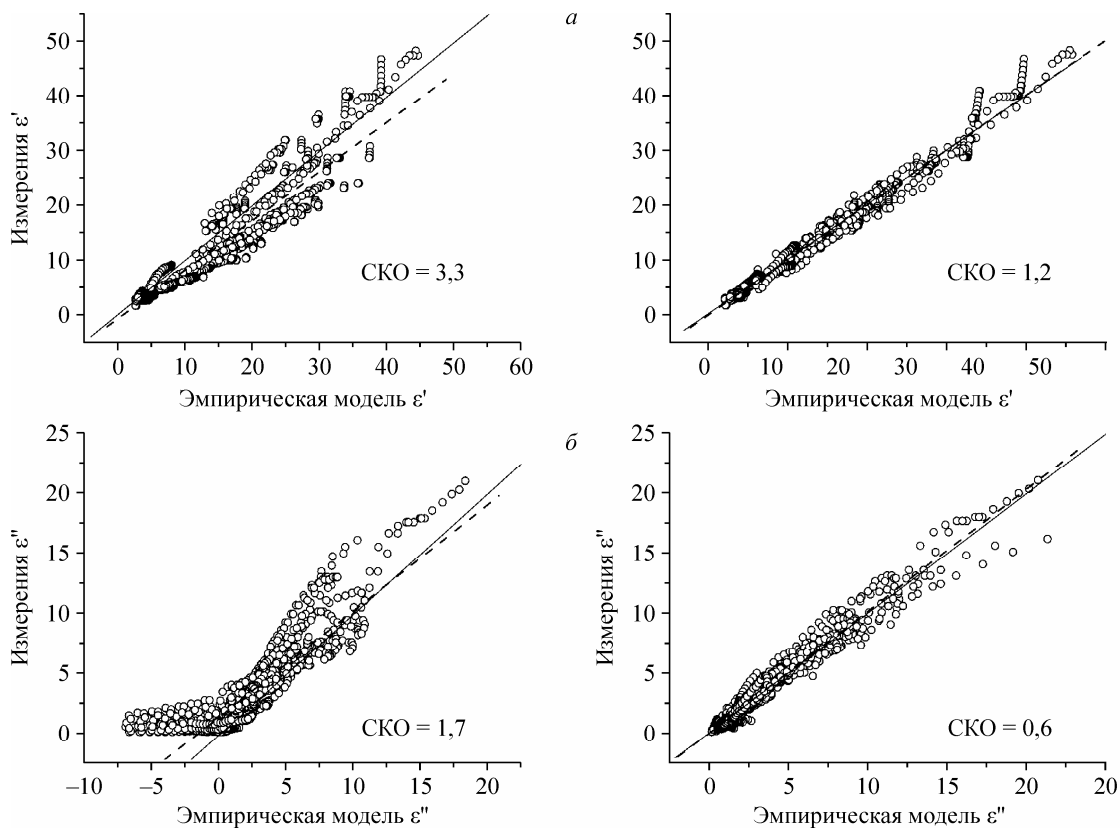 а
50
40
30
20
10
0
Измерения ε'
СКО = 3,3
0 10 20 30 40 50 60
Эмпирическая модель ε'
50
40
30
20
10
0
СКО = 1,2
0 10 20 30 40 50
Эмпирическая модель ε'
б
25
20
15
10
5
0
Измерения ε"
СКО = 1,7
–10 –5 0 5 10 15 20
Эмпирическая модель ε"
25
20
15
10
5
0
Измерения ε"
СКО = 0,6
0 5 10 15 20 20
Эмпирическая модель ε"